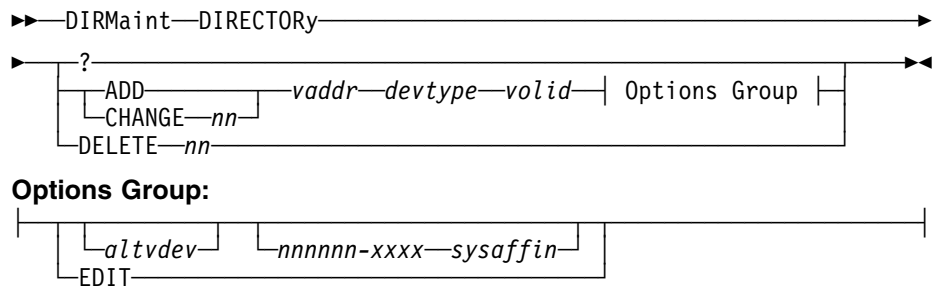 DIRMaint DIRECTORy
?
ADD vaddr devtype volid Options Group
CHANGE nn
DELETE nn
Options Group:
altvdev nnnnnn-xxxx sysaffin
EDIT